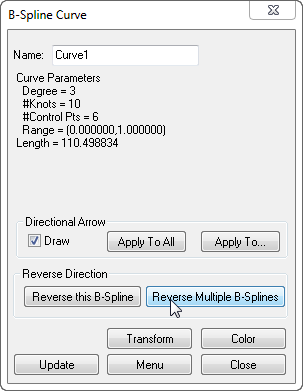 B-Spline Curve
Name: Curve1
Curve Parameters
Degree = 3
#Knots = 10
#Control Pts = 6
Range = (0.000000,1.000000)
Length = 110.498834
Directional Arrow
Draw Apply To All Apply To...
Reverse Direction
Reverse this B-Spline Reverse Multiple B-Splines
Transform Color
Update Menu Close